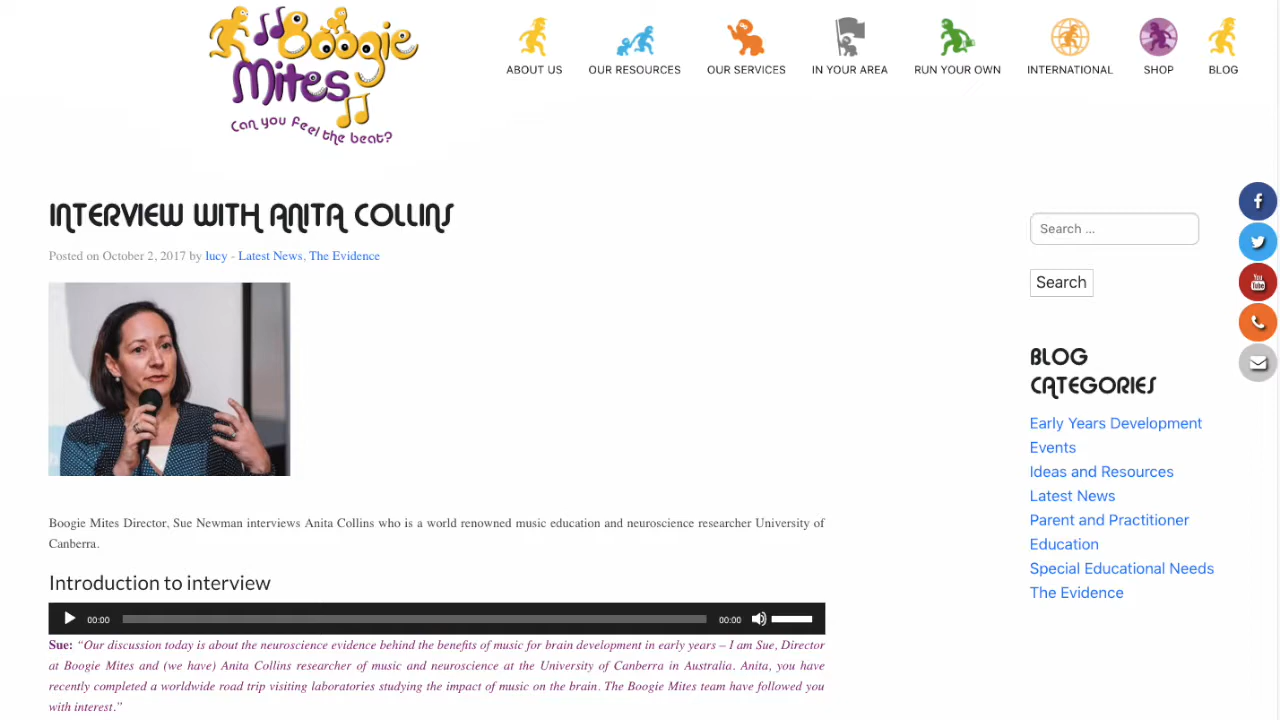 Boogie
Mites
Can you feel the beat?
ABOUT US
OUR RESOURCES
OUR SERVICES
IN YOUR AREA
RUN YOUR OWN
INTERNATIONAL
SHOP
BLOG
INTERVIEW WITH ANITA COLLINS
Posted on October 2, 2017 by lucy - Latest News, The Evidence
Boogie Mites Director, Sue Newman interviews Anita Collins who is a world renowned music education and neuroscience researcher University of
Canberra.
Introduction to interview
00:00
00:00
Sue: “Our discussion today is about the neuroscience evidence behind the benefits of music for brain development in early years – I am Sue, Director
at Boogie Mites and (we have) Anita Collins researcher of music and neuroscience at the University of Canberra in Australia. Anita, you have
recently completed a worldwide road trip visiting laboratories studying the impact of music on the brain. The Boogie Mites team have followed you
with interest.”
Search ...
Search
BLOG
CATEGORIES
Early Years Development
Events
Ideas and Resources
Latest News
Parent and Practitioner
Education
Special Educational Needs
The Evidence
You
Tube